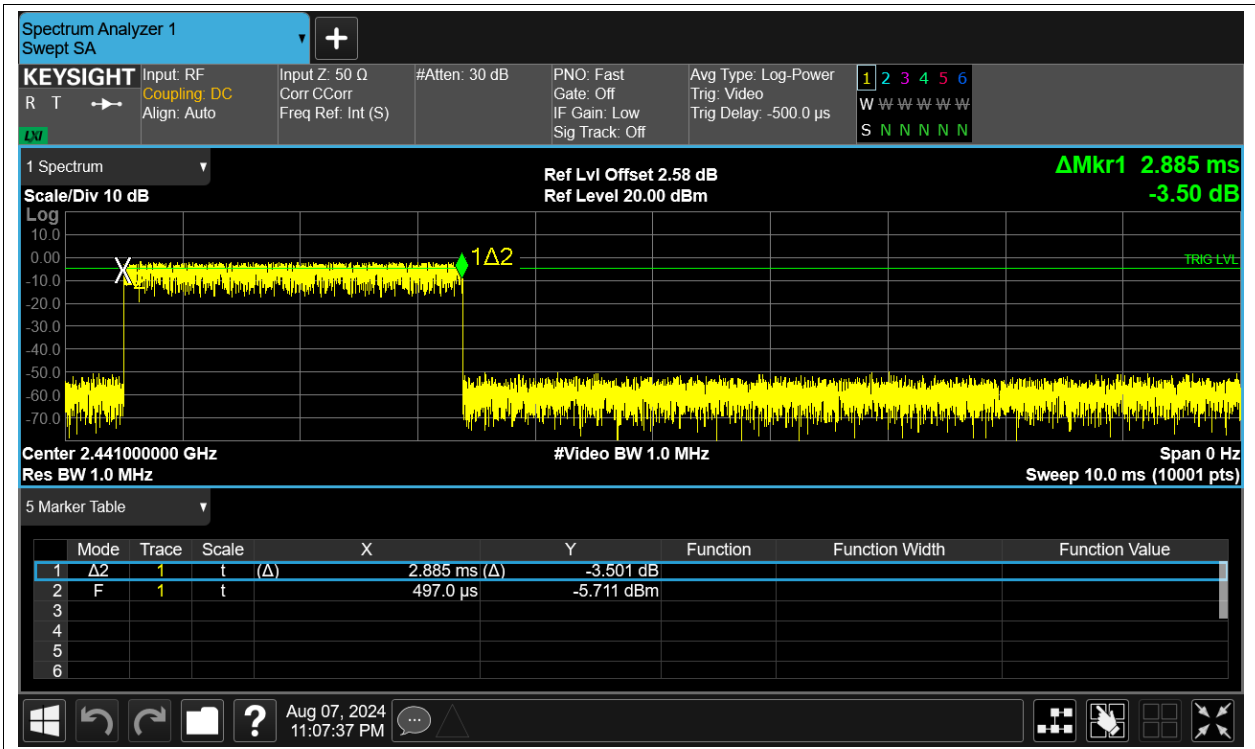 Spectrum Analyzer 1
Swept SA
KEYSIGHT Input: RF Input Z: 50 Ω #Atten: 30 dB PNO: Fast Avg Type: Log-Power 1 2 3 4 5 6
R T Coupling: DC Corr CCorr Gate: Off Trig: Video W W W W W W
Align: Auto Freq Ref: Int (S) IF Gain: Low Trig Delay: -500.0 µs
LXI Sig Track: Off S N N N N N
1 Spectrum Ref Lvl Offset 2.58 dB ΔMkr1 2.885 ms
Scale/Div 10 dB Ref Level 20.00 dBm -3.50 dB
Log
10.0
0.00 1Δ2 TRIG LVL
-10.0
-20.0
-30.0
-40.0
-50.0
-60.0
-70.0
Center 2.441000000 GHz #Video BW 1.0 MHz Span 0 Hz
Res BW 1.0 MHz Sweep 10.0 ms (10001 pts)
5 Marker Table
Mode Trace Scale X Y Function Function Width Function Value
1 Δ2 1 t (Δ) 2.885 ms (Δ) -3.501 dB
2 F 1 t 497.0 µs -5.711 dBm
3
4
5
6
Aug 07, 2024
11:07:37 PM